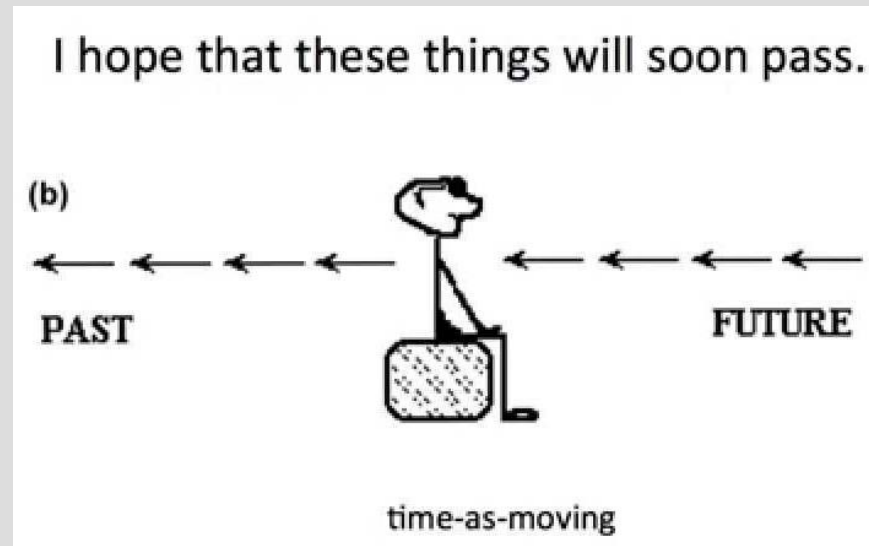 I hope that these things will soon pass.
(b)
PAST
FUTURE
time-as-moving